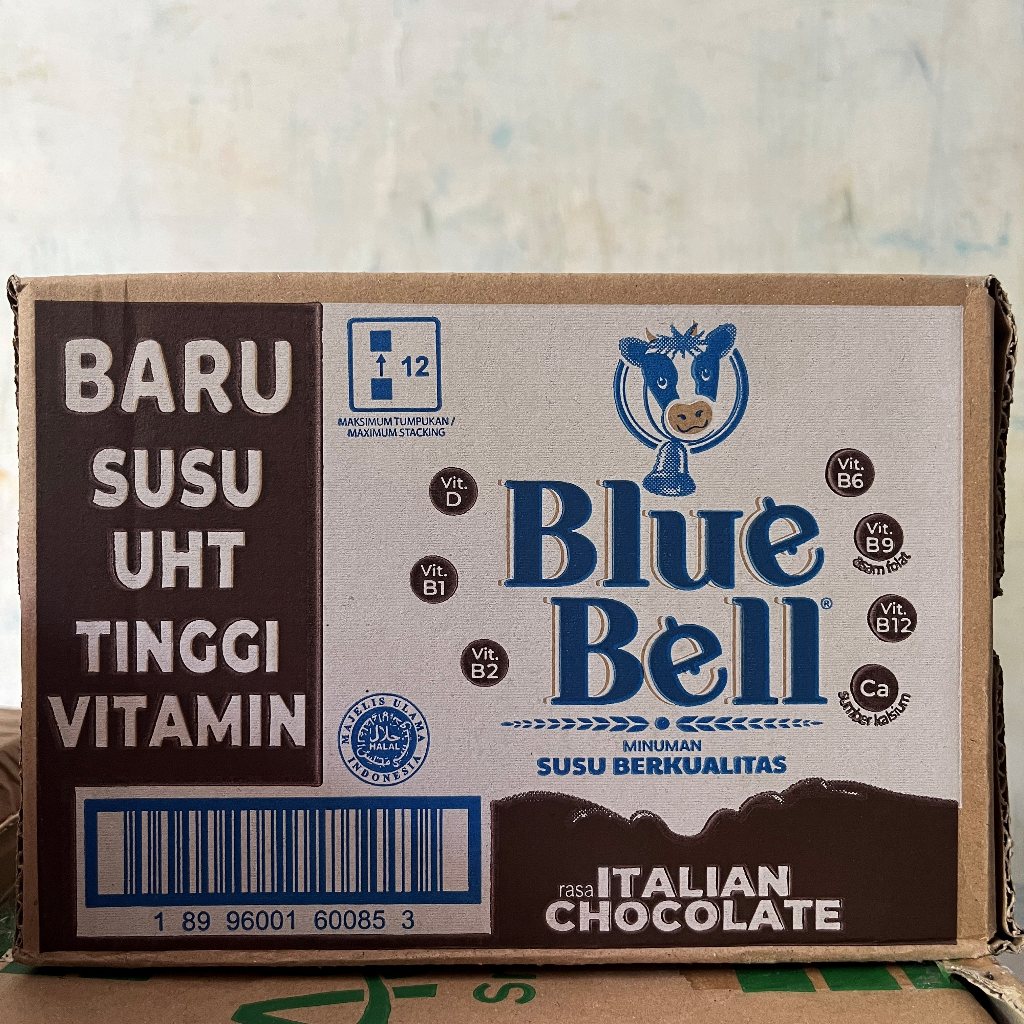 BARU
SUSU
UHT
TINGGI
VITAMIN
12
MAKSIMUM TUMPUKAN /
MAXIMUM STACKING
Vit.
D
Vit.
B1
Vit.
B2
Blue
Bell®
MINUMAN
SUSU BERKUALITAS
Vit.
B6
Vit.
B9
asam folat
Vit.
B12
Ca
Sumber kalsium
MAJELIS ULAMA
INDONESIA
حلال
HALAL
1 89 96001 60085 3
rasa ITALIAN
CHOCOLATE